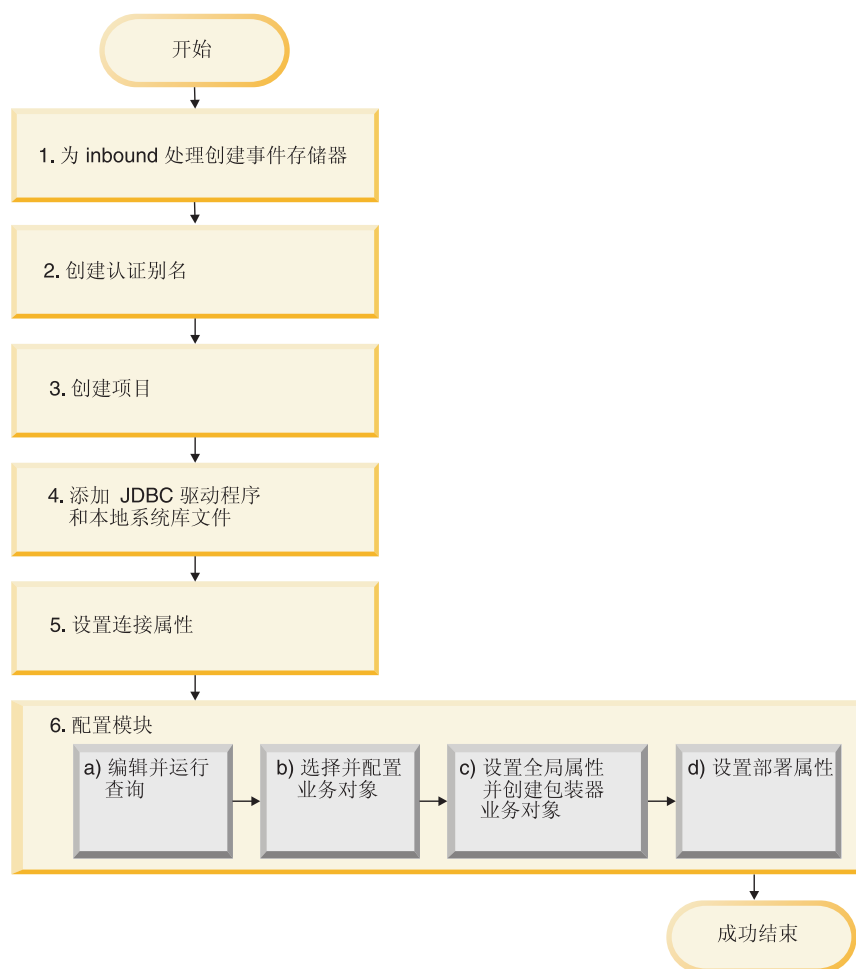 开始
1. 为 inbound 处理创建事件存储器
2. 创建认证别名
3. 创建项目
4. 添加 JDBC 驱动程序
和本地系统库文件
5. 设置连接属性
6. 配置模块
a) 编辑并运行
查询
b) 选择并配置
业务对象
c) 设置全局属性
并创建包装器
业务对象
d) 设置部署属性
成功结束